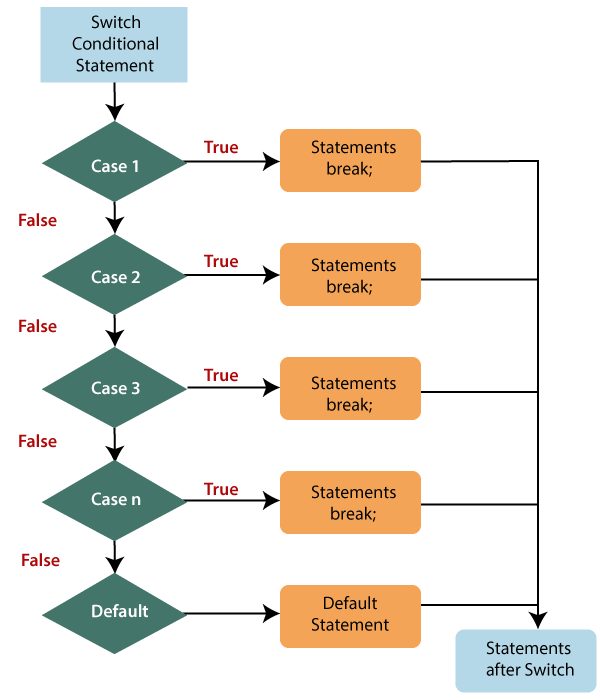 Switch
Conditional
Statement
Case 1
True
Statements
break;
False
Case 2
True
Statements
break;
False
Case 3
True
Statements
break;
False
Case n
True
Statements
break;
False
Default
Default
Statement
Statements
after Switch